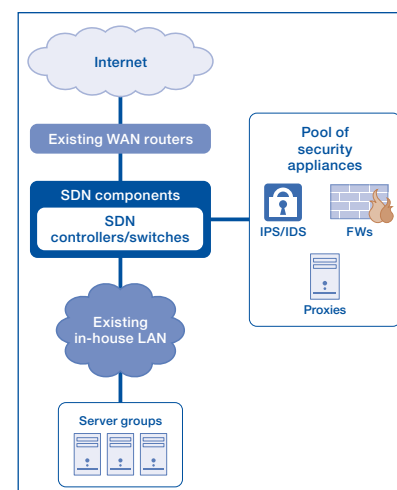 Internet
Existing WAN routers
SDN components
SDN
controllers/switches
Pool of
security
appliances
IPS/IDS
FWs
Proxies
Existing
in-house LAN
Server groups